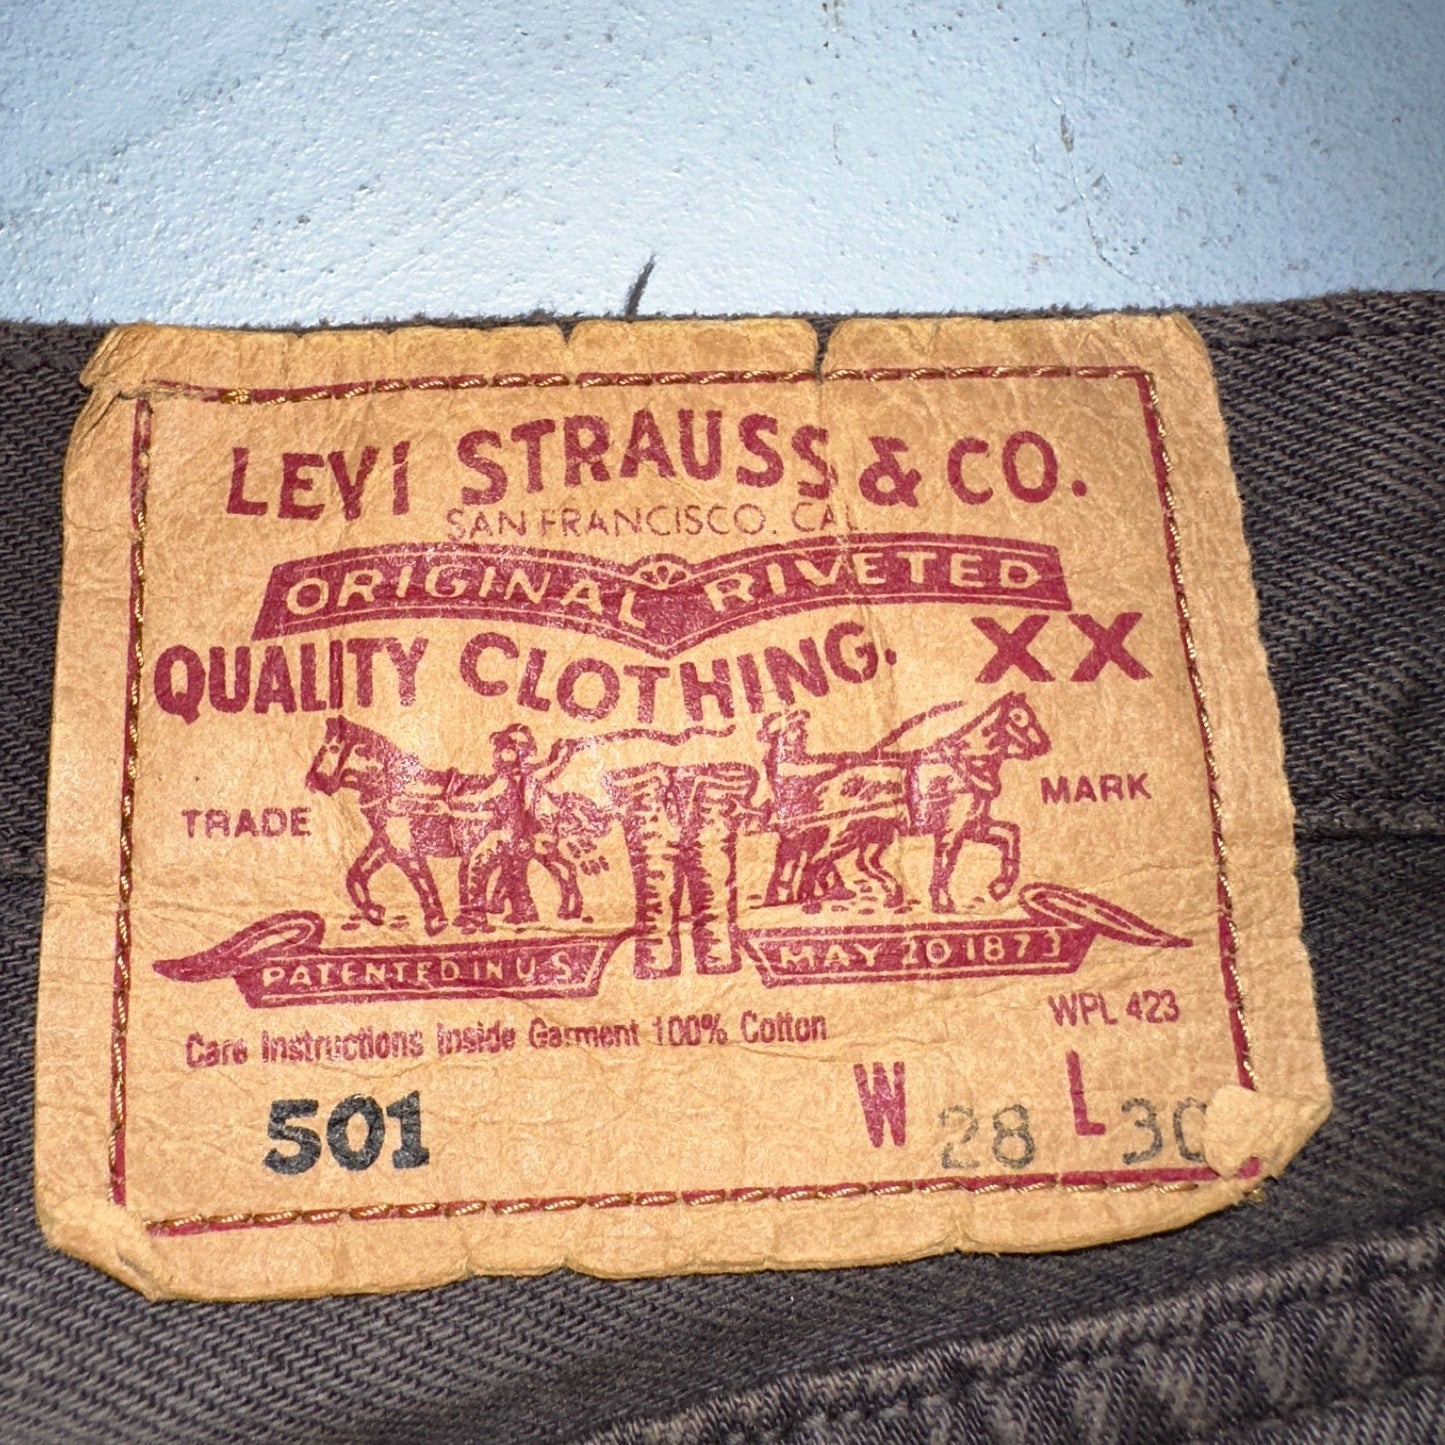 LEVI STRAUSS & CO.
SAN FRANCISCO. CAL
ORIGINAL RIVETED
QUALITY CLOTHING. XX
TRADE MARK
PATENTED IN U.S. MAY 20 1873
WPL 423
Care Instructions Inside Garment 100% Cotton
501 W 28 L 30